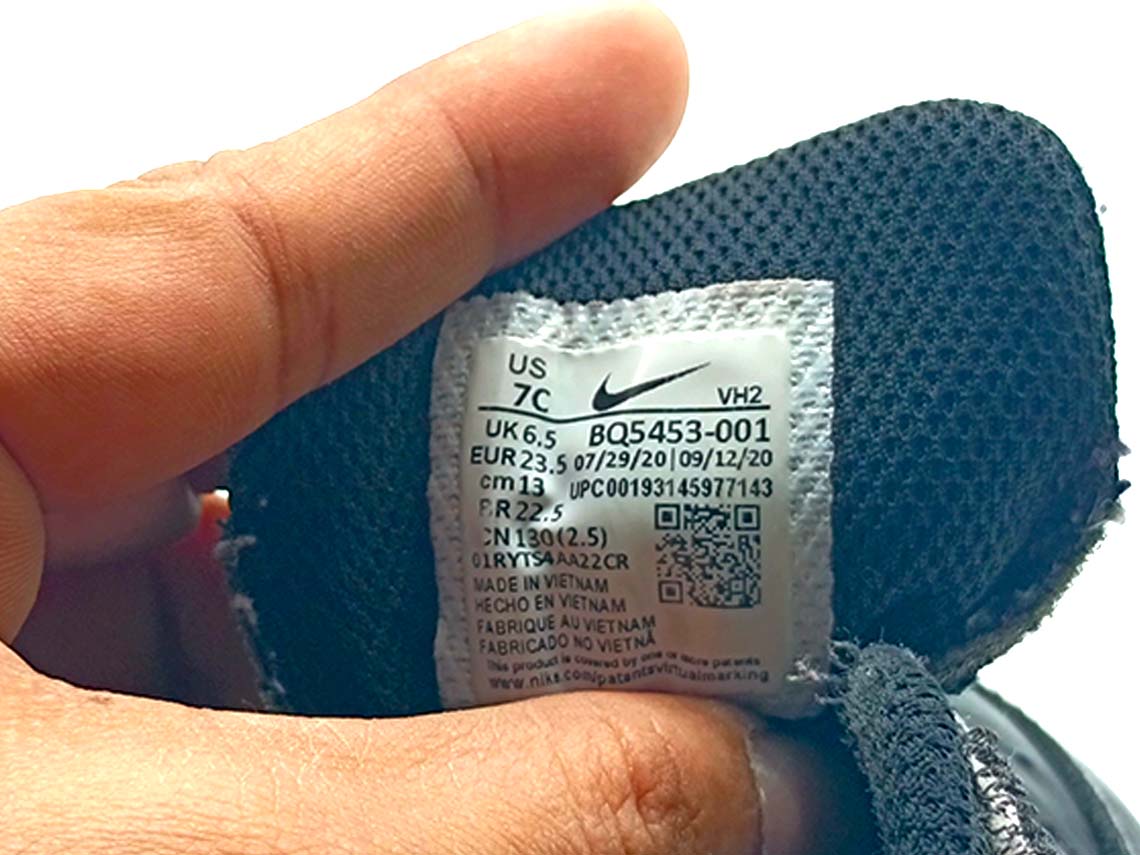 US
7C
VH2
UK 6.5
BQ5453-001
EUR 23.5
07/29/20|09/12/20
cm 13
UPC00193145977143
BR 22.5
CN 130(2.5)
01RYTS4AA22CR
MADE IN VIETNAM
HECHO EN VIETNAM
FABRIQUE AU VIETNAM
FABRICADO NO VIETNÃ
This product is covered by one or more patents
www.nike.com/patentsvirtualmarking